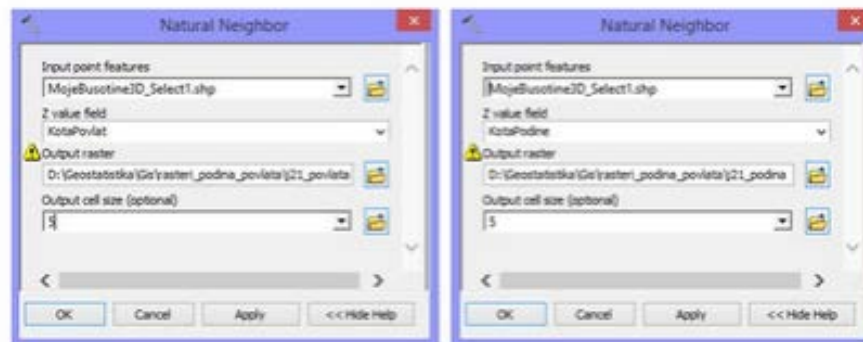 Natural Neighbor
Input point features
MojeBusotine3D_Select1.shp
Z value field
KotaPovlat
Output raster
D:\Geostatistika\Gis\rasteri_podina_povlata\j21_povlata
Output cell size (optional)
5
OK Cancel Apply << Hide Help
Natural Neighbor
Input point features
MojeBusotine3D_Select1.shp
Z value field
KotaPodine
Output raster
D:\Geostatistika\Gis\rasteri_podina_povlata\j21_podina
Output cell size (optional)
5
OK Cancel Apply << Hide Help